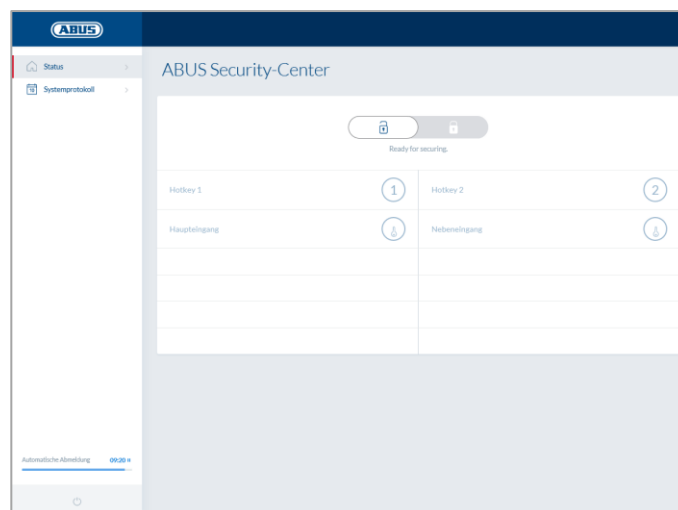 ABUS
Status
Systemprotokoll
ABUS Security-Center
Ready for securing.
Hotkey 1
1
Hotkey 2
2
Haupteingang
Nebeneingang
Automatische Abmeldung 09:20